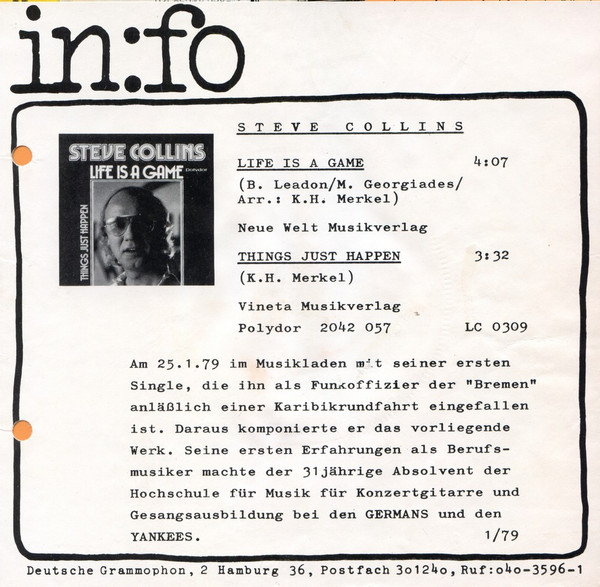 in:fo
STEVE COLLINS
STEVE COLLINS
LIFE IS A GAME
Polydor
THINGS JUST HAPPEN
LIFE IS A GAME 4:07
(B. Leadon/M. Georgiades/
Arr.: K.H. Merkel)
Neue Welt Musikverlag
THINGS JUST HAPPEN 3:32
(K.H. Merkel)
Vineta Musikverlag
Polydor 2042 057 LC 0309
Am 25.1.79 im Musikladen mit seiner ersten
Single, die ihn als Funkoffizier der "Bremen"
anläßlich einer Karibikrundfahrt eingefallen
ist. Daraus komponierte er das vorliegende
Werk. Seine ersten Erfahrungen als Berufs-
musiker machte der 31jährige Absolvent der
Hochschule für Musik für Konzertgitarre und
Gesangsausbildung bei den GERMANS und den
YANKEES. 1/79
Deutsche Grammophon, 2 Hamburg 36, Postfach 3o124o, Ruf:o4o-3596-1